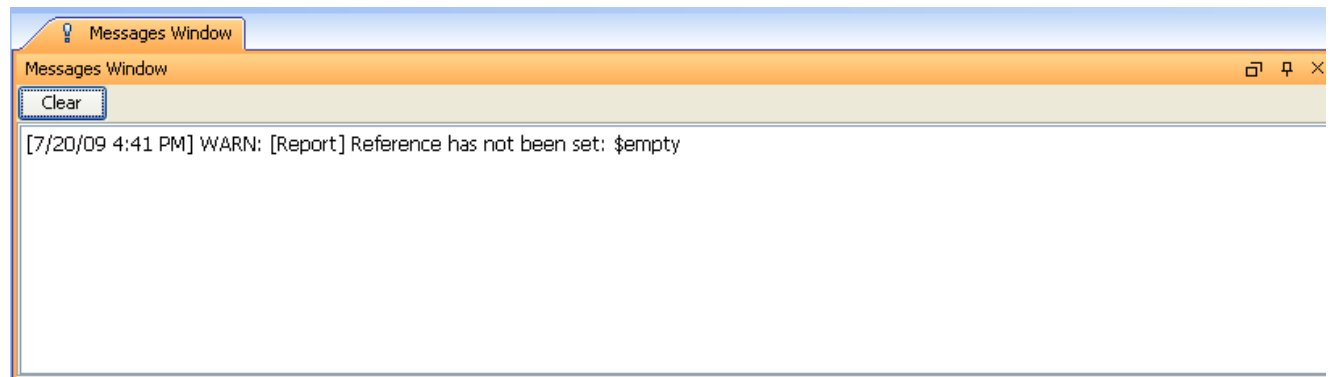 Messages Window
Messages Window
Clear
[7/20/09 4:41 PM] WARN: [Report] Reference has not been set: $empty